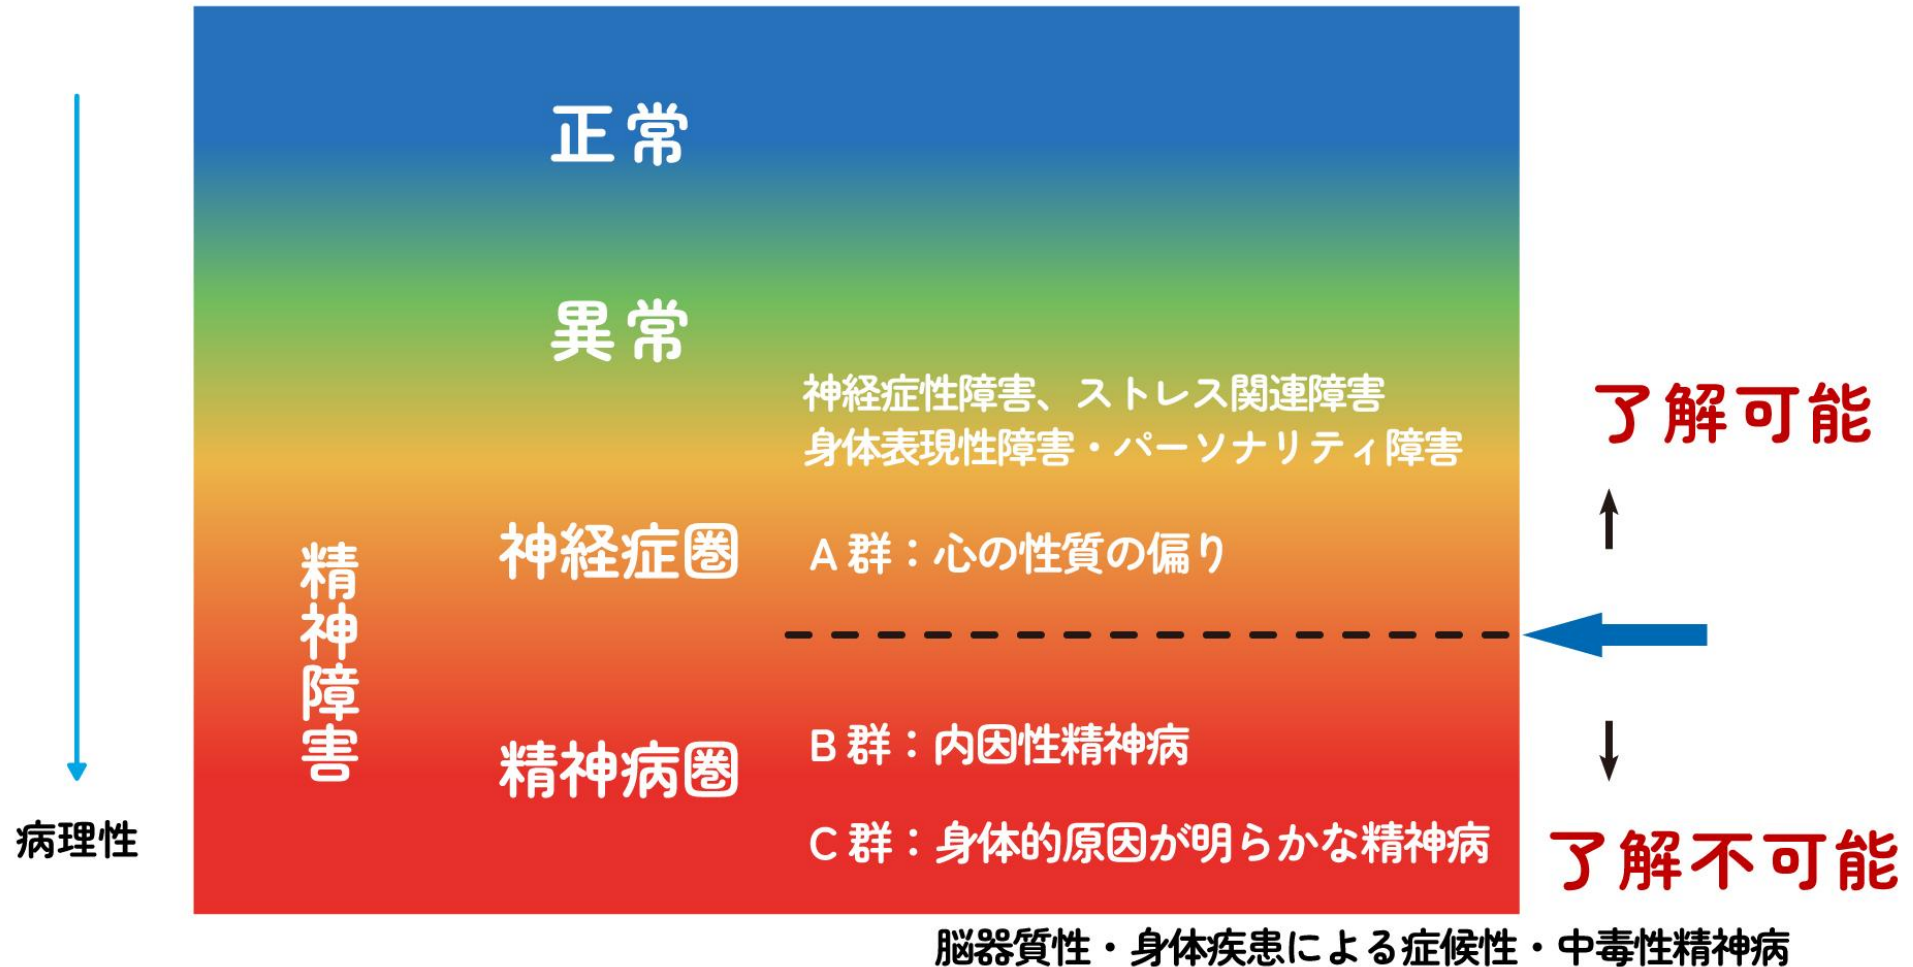 正常
異常
神経症性障害、ストレス関連障害
身体表現性障害・パーソナリティ障害
了解可能
精神障害
神経症圏
A 群：心の性質の偏り
精神病圏
B 群：内因性精神病
C 群：身体的原因が明らかな精神病
病理性
了解不可能
脳器質性・身体疾患による症候性・中毒性精神病